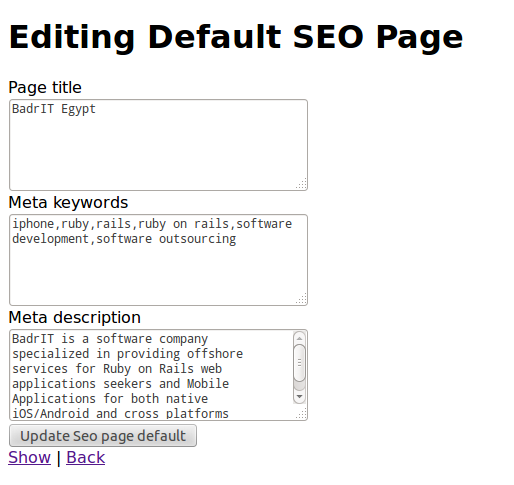 Editing Default SEO Page
Page title
BadrIT Egypt
Meta keywords
iphone,ruby,rails,ruby on rails,software
development,software outsourcing
Meta description
BadrIT is a software company
specialized in providing offshore
services for Ruby on Rails web
applications seekers and Mobile
Applications for both native
iOS/Android and cross platforms
Update Seo page default
Show | Back